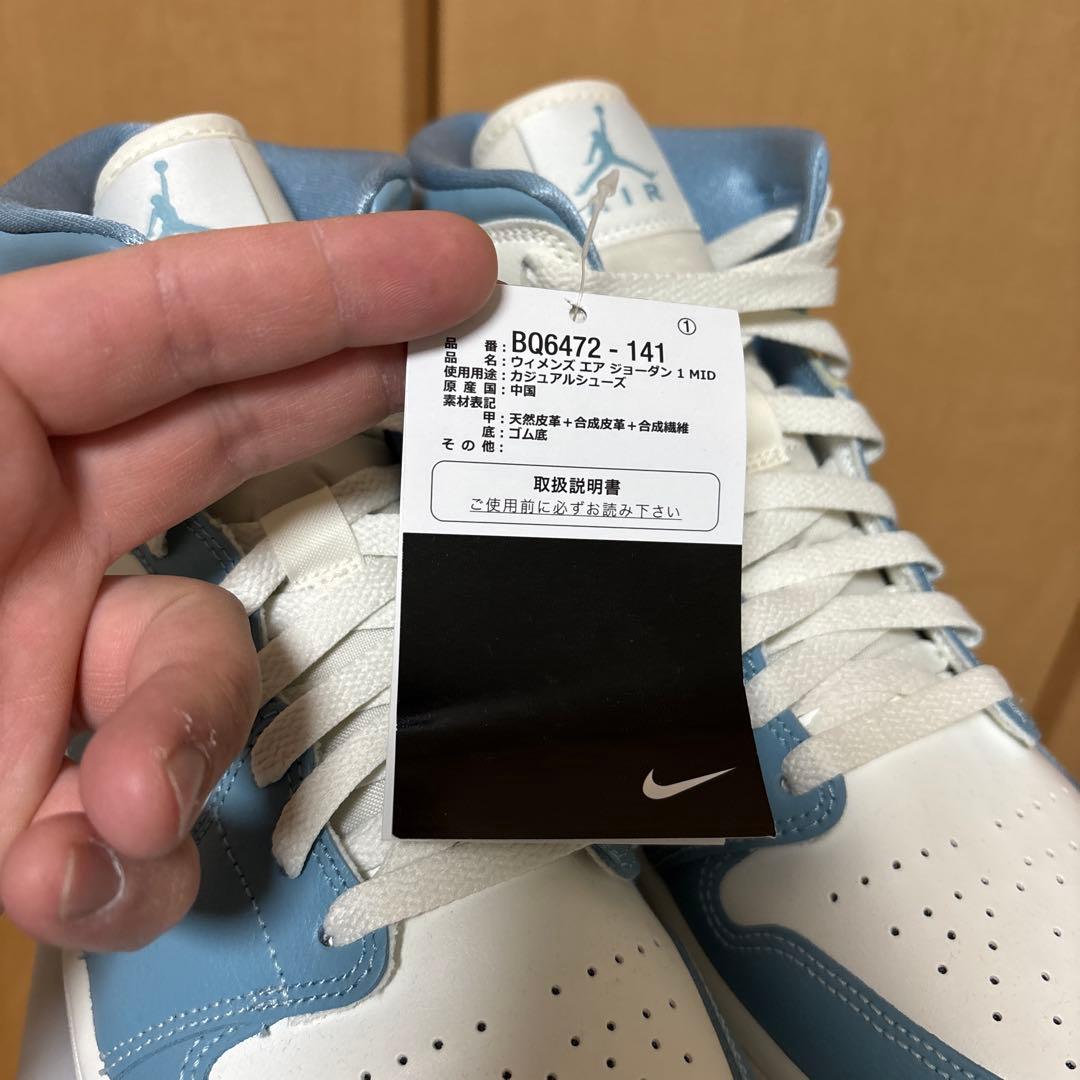 AIR
①
品 番：BQ6472 - 141
品 名：ウィメンズ エア ジョーダン 1 MID
使用用途：カジュアルシューズ
原 産 国：中国
素材表記
甲：天然皮革＋合成皮革＋合成繊維
底：ゴム底
そ の 他：
取扱説明書
ご使用前に必ずお読み下さい